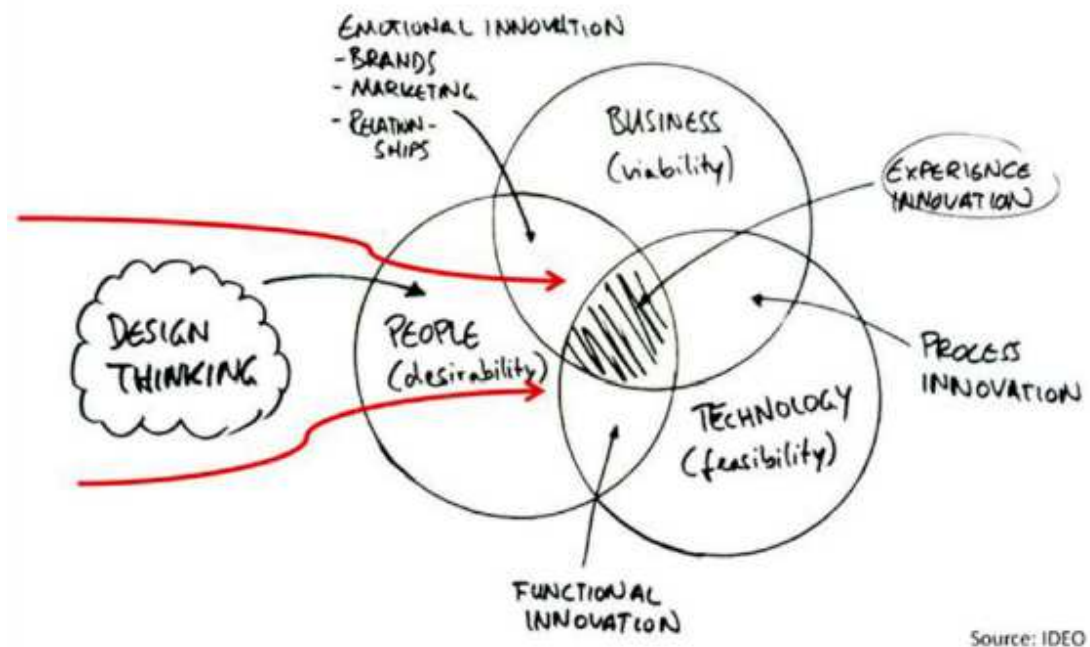 EMOTIONAL INNOVATION
- BRANDS
- MARKETING
- RELATION-
SHIPS
BUSINESS
(viability)
EXPERIENCE
INNOVATION
DESIGN
THINKING
PEOPLE
(desirability)
PROCESS
INNOVATION
TECHNOLOGY
(feasibility)
FUNCTIONAL
INNOVATION
Source: IDEO